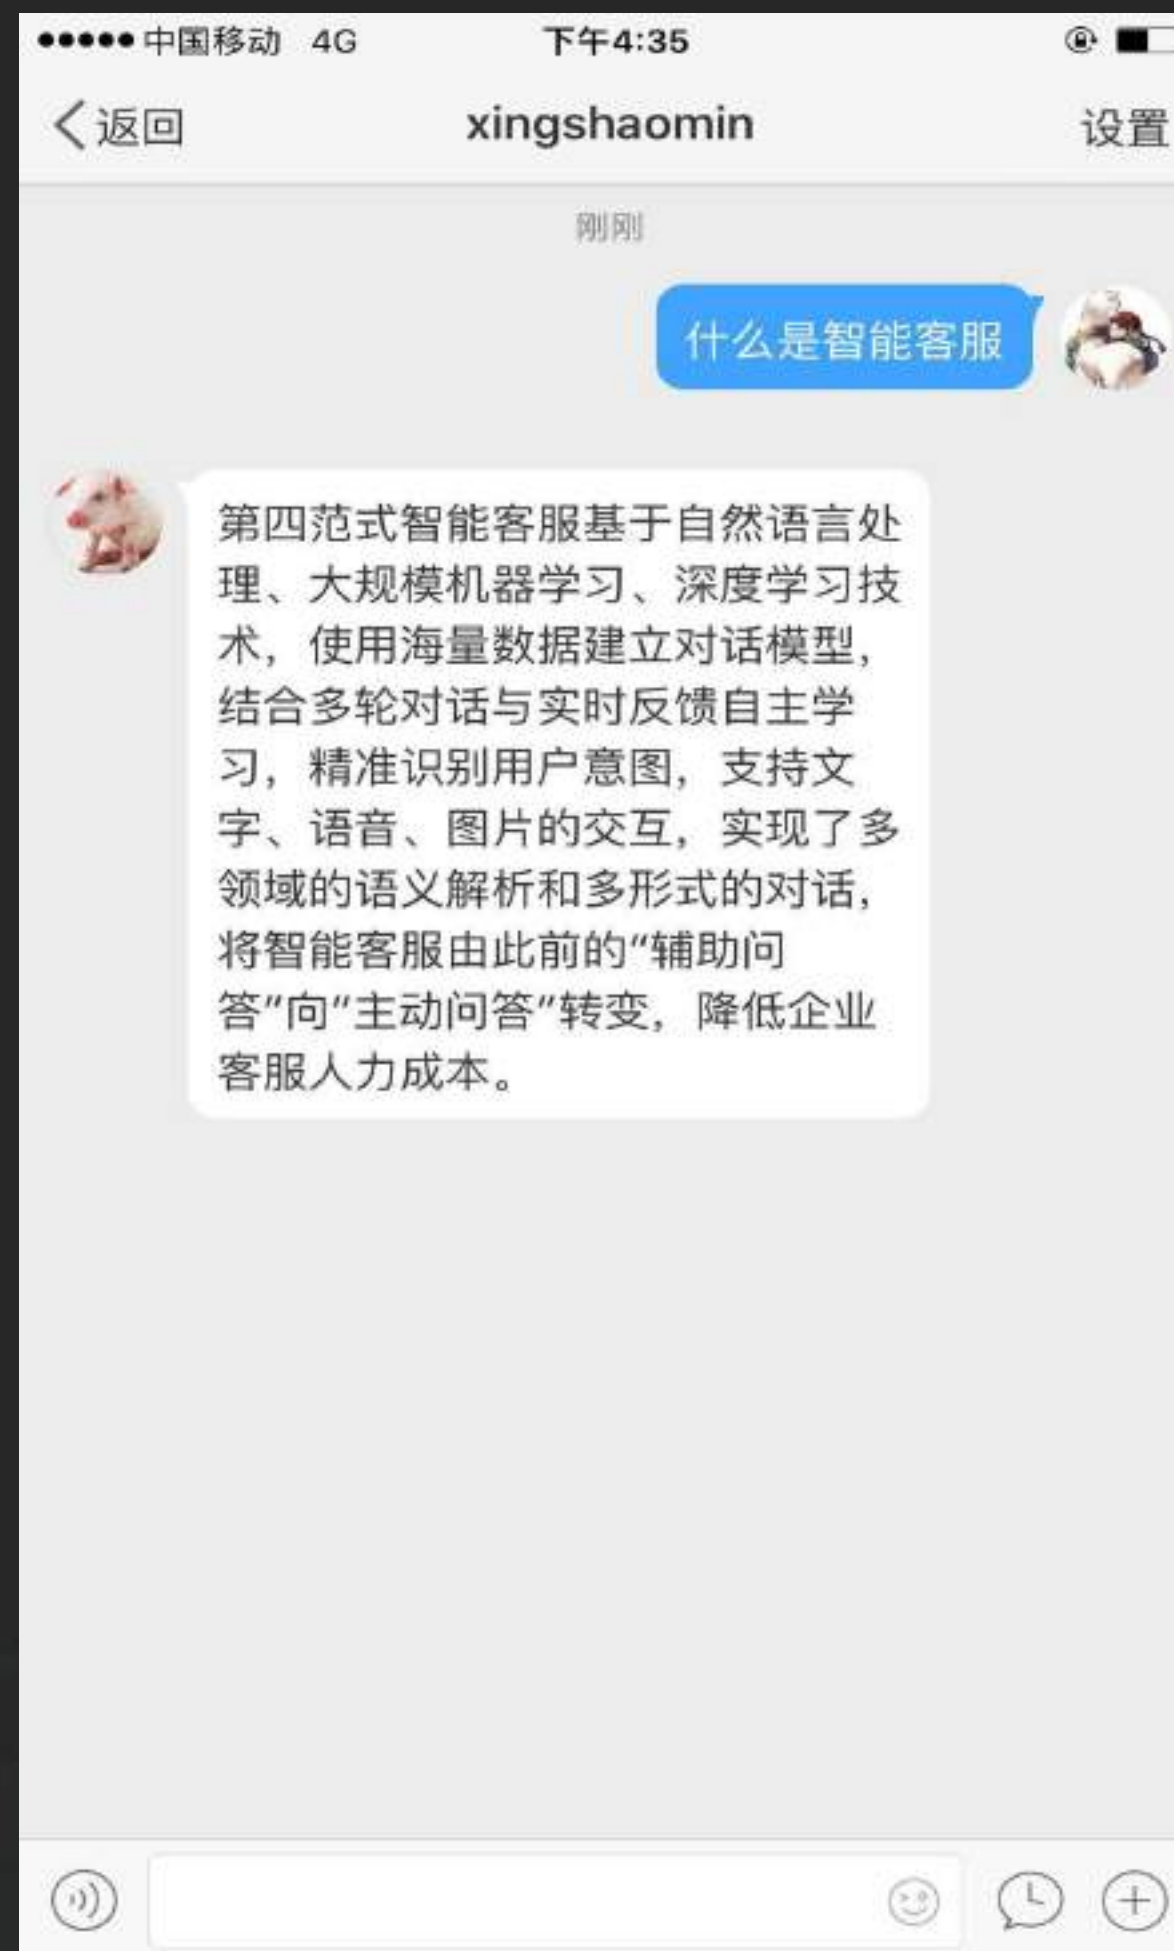 中国移动 4G 下午4:35
返回 xingshaomin 设置
刚刚
什么是智能客服
第四范式智能客服基于自然语言处
理、大规模机器学习、深度学习技
术，使用海量数据建立对话模型，
结合多轮对话与实时反馈自主学
习，精准识别用户意图，支持文
字、语音、图片的交互，实现了多
领域的语义解析和多形式的对话，
将智能客服由此前的“辅助问
答”向“主动问答”转变，降低企业
客服人力成本。